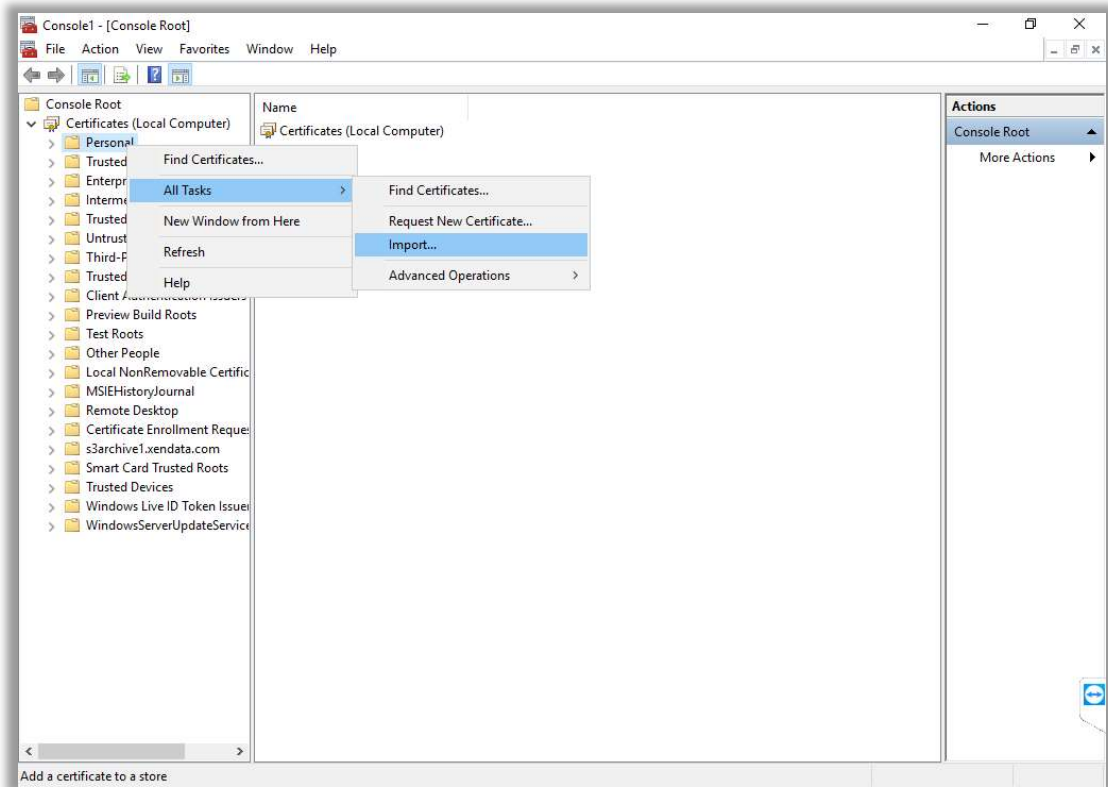 Console1 - [Console Root]
File Action View Favorites Window Help
Console Root
Certificates (Local Computer)
Personal
Trusted
Enterpr
Interme
Trusted
Untrust
Third-P
Trusted
Client Authentication Issuers
Preview Build Roots
Test Roots
Other People
Local NonRemovable Certific
MSIEHistoryJournal
Remote Desktop
Certificate Enrollment Reque
s3archive1.xendata.com
Smart Card Trusted Roots
Trusted Devices
Windows Live ID Token Issue
WindowsServerUpdateService
Find Certificates...
All Tasks
New Window from Here
Refresh
Help
Find Certificates...
Request New Certificate...
Import...
Advanced Operations
Name
Certificates (Local Computer)
Actions
Console Root
More Actions
Add a certificate to a store